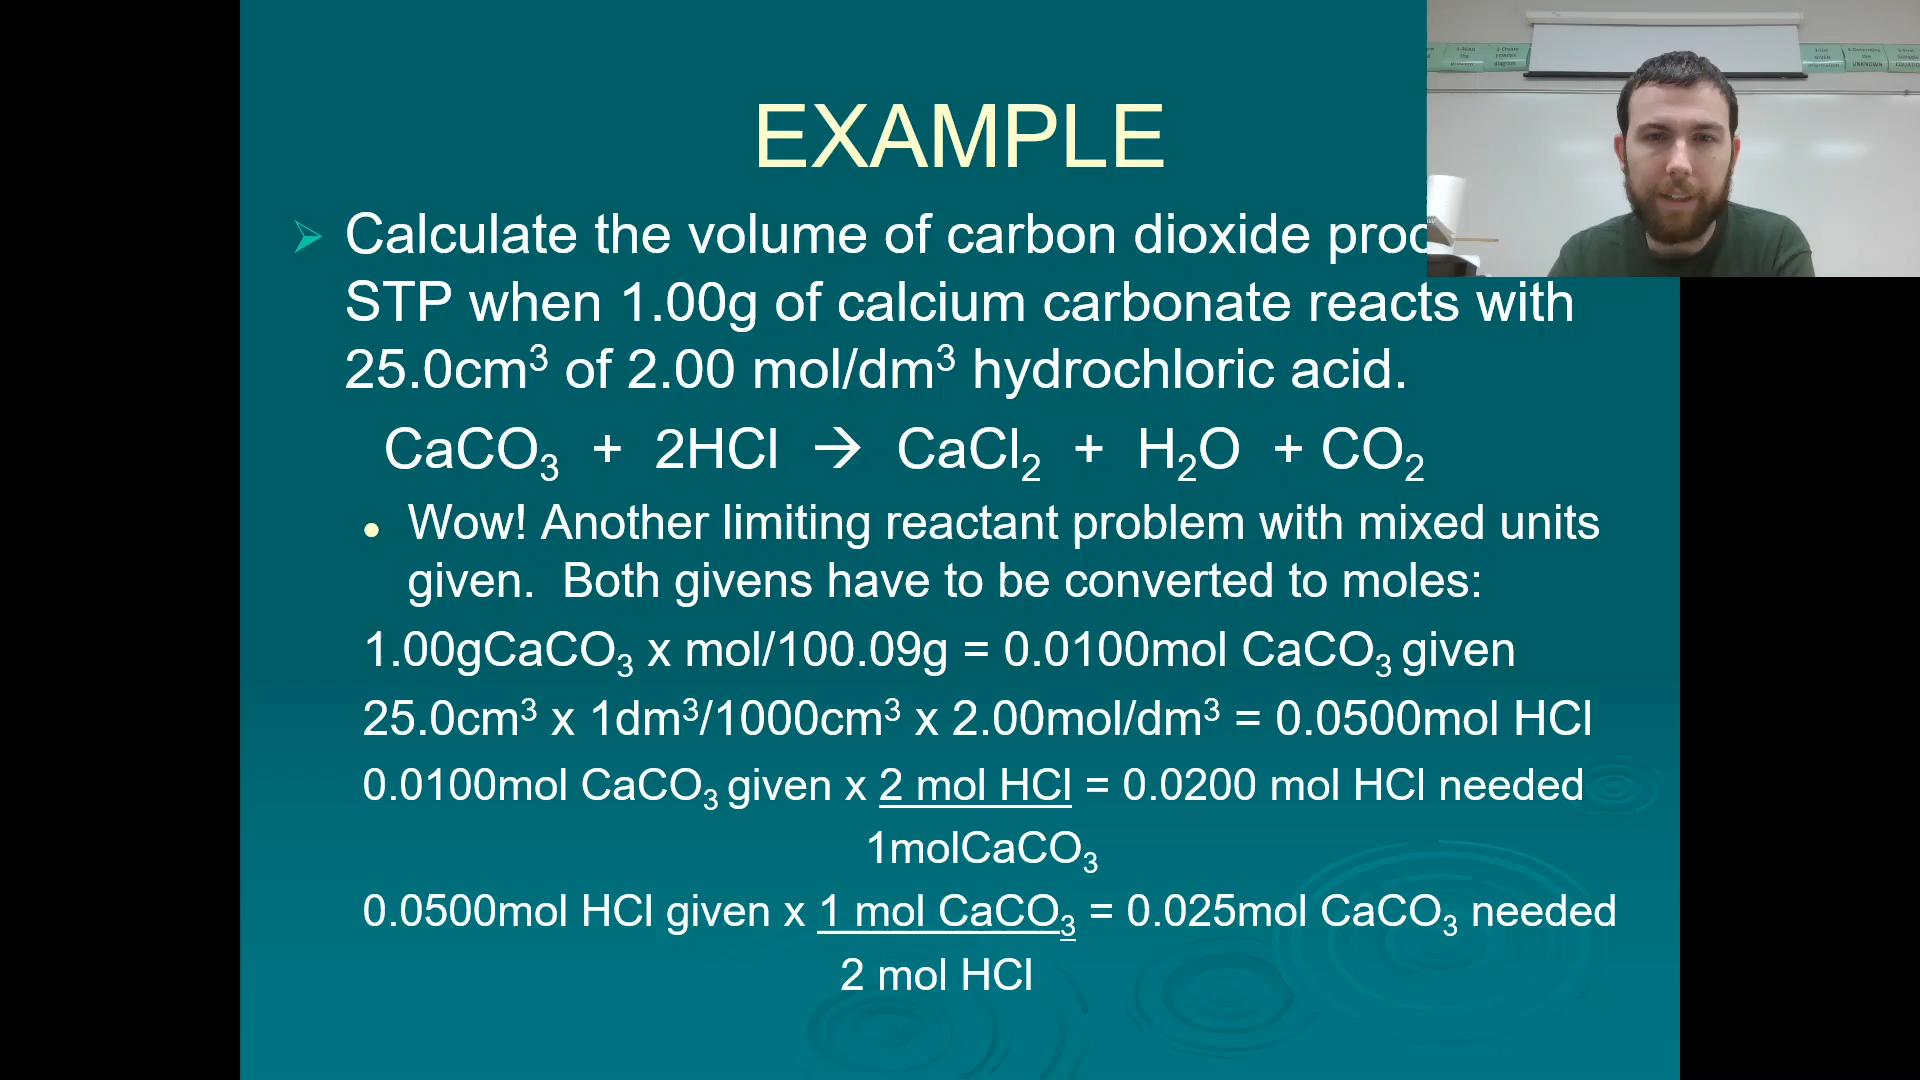 EXAMPLE
Calculate the volume of carbon dioxide
STP when 1.00g of calcium carbonate reacts with
25.0cm³ of 2.00 mol/dm³ hydrochloric acid.
CaCO₃ + 2HCl → CaCl₂ + H₂O + CO₂
Wow! Another limiting reactant problem with mixed units
given. Both givens have to be converted to moles:
1.00gCaCO₃ x mol/100.09g = 0.0100mol CaCO₃ given
25.0cm³ x 1dm³/1000cm³ x 2.00mol/dm³ = 0.0500mol HCl
0.0100mol CaCO₃ given x 2 mol HCl = 0.0200 mol HCl needed
1molCaCO₃
0.0500mol HCl given x 1 mol CaCO₃ = 0.025mol CaCO₃ needed
2 mol HCl